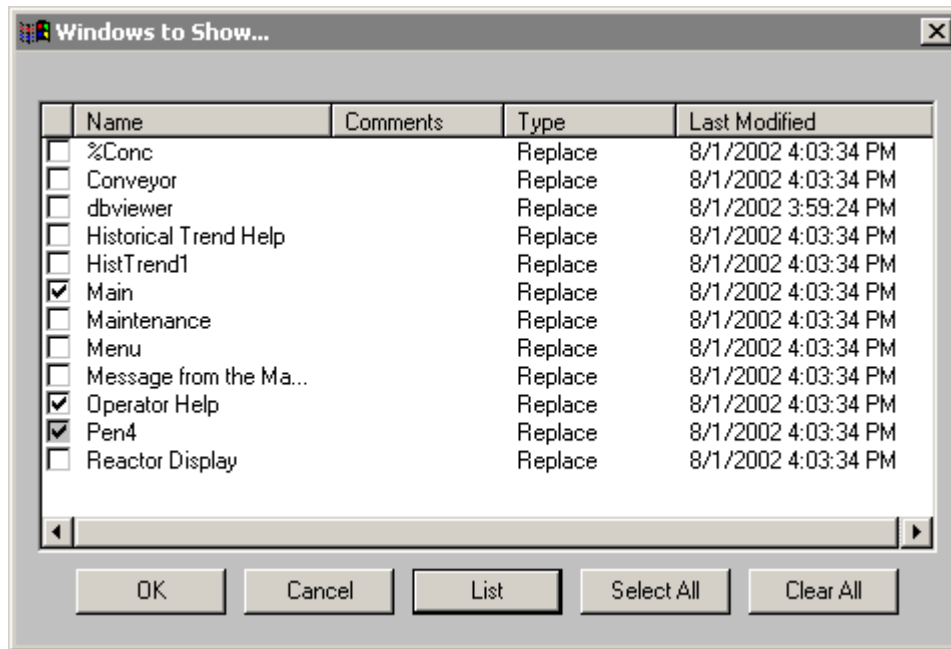 Windows to Show...
Name Comments Type Last Modified
%Conc Replace 8/1/2002 4:03:34 PM
Conveyor Replace 8/1/2002 4:03:34 PM
dbviewer Replace 8/1/2002 3:59:24 PM
Historical Trend Help Replace 8/1/2002 4:03:34 PM
HistTrend1 Replace 8/1/2002 4:03:34 PM
Main Replace 8/1/2002 4:03:34 PM
Maintenance Replace 8/1/2002 4:03:34 PM
Menu Replace 8/1/2002 4:03:34 PM
Message from the Ma... Replace 8/1/2002 4:03:34 PM
Operator Help Replace 8/1/2002 4:03:34 PM
Pen4 Replace 8/1/2002 4:03:34 PM
Reactor Display Replace 8/1/2002 4:03:34 PM
OK Cancel List Select All Clear All